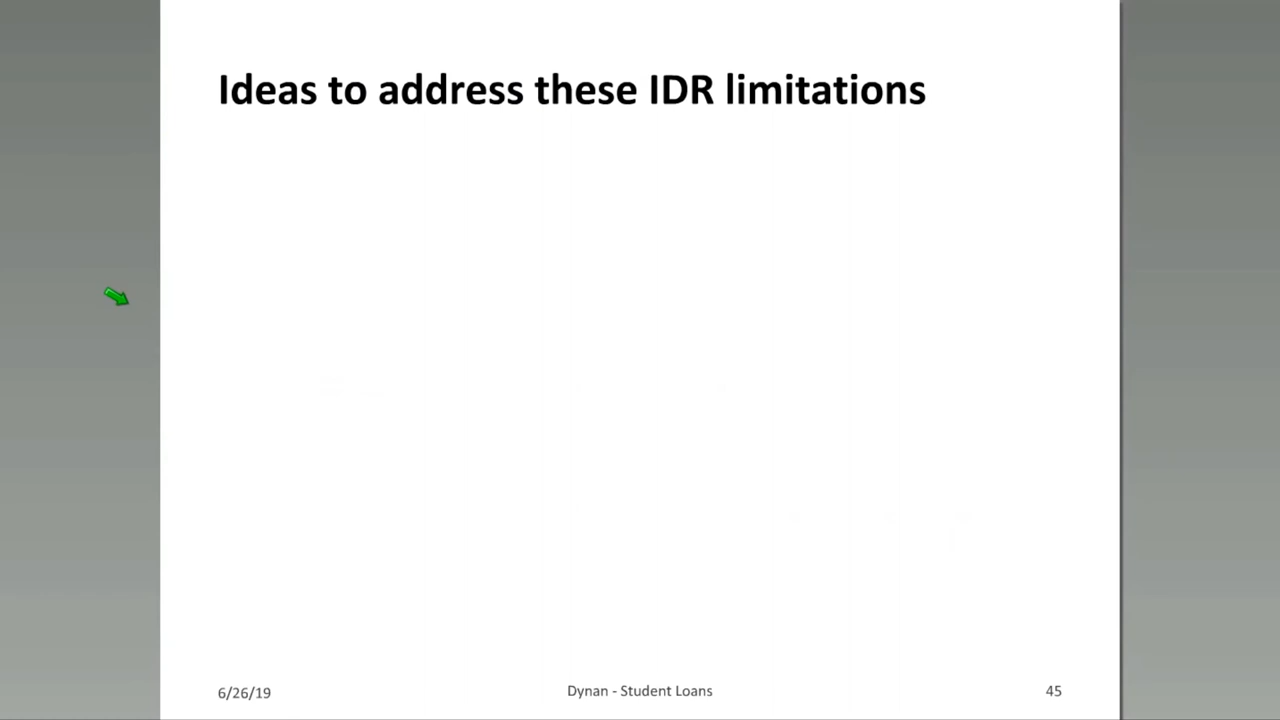 Ideas to address these IDR limitations
6/26/19
Dynan - Student Loans
45